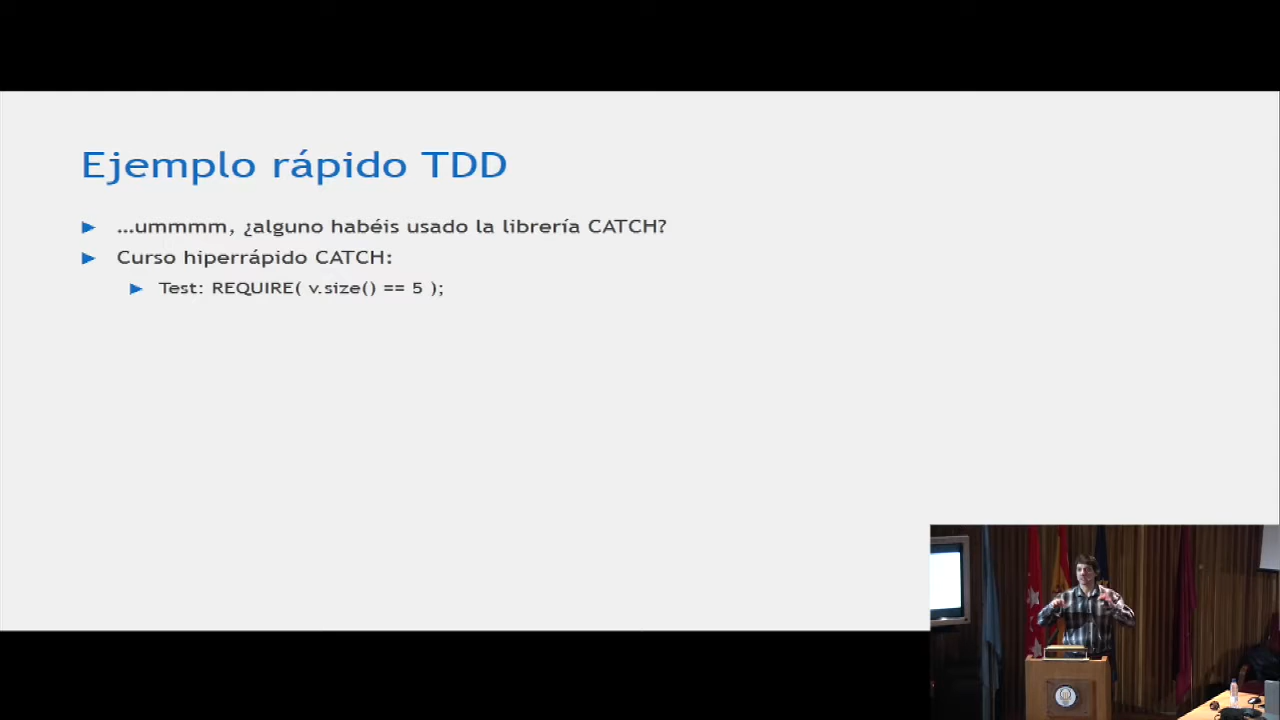 Ejemplo rápido TDD
...ummmm, ¿alguno habéis usado la librería CATCH?
Curso hiperrápido CATCH:
Test: REQUIRE( v.size() == 5 );